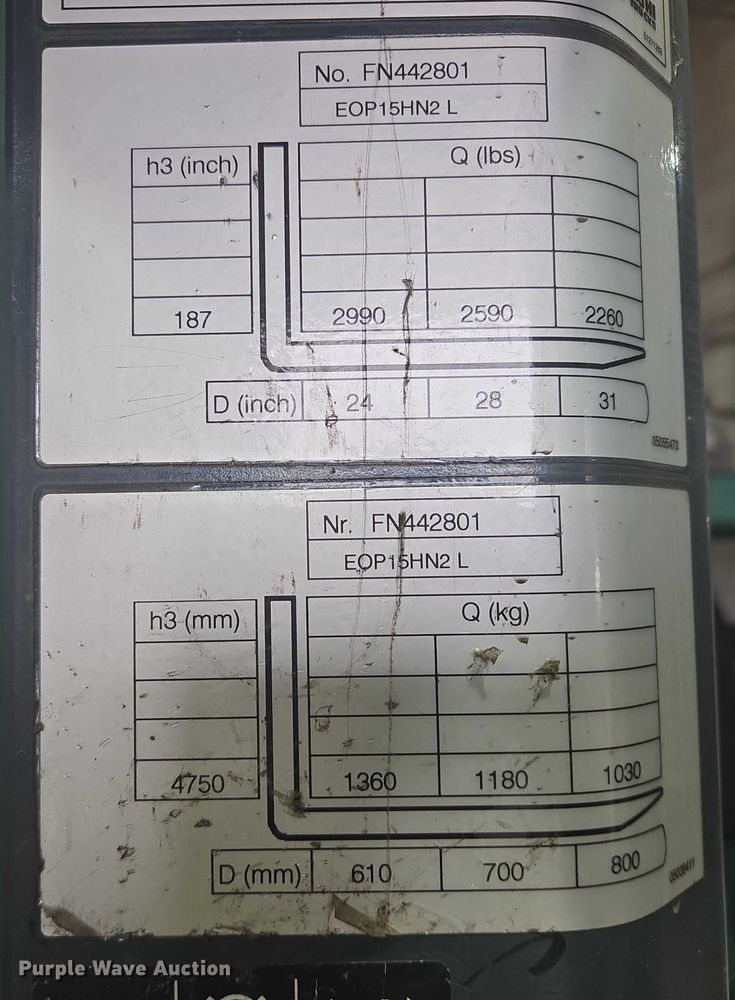 No. FN442801
EOP15HN2 L
h3 (inch) Q (lbs)
187 2990 2590 2260
D (inch) 24 28 31
05055473
Nr. FN442801
EOP15HN2 L
h3 (mm) Q (kg)
4750 1360 1180 1030
D (mm) 610 700 800
Purple Wave Auction